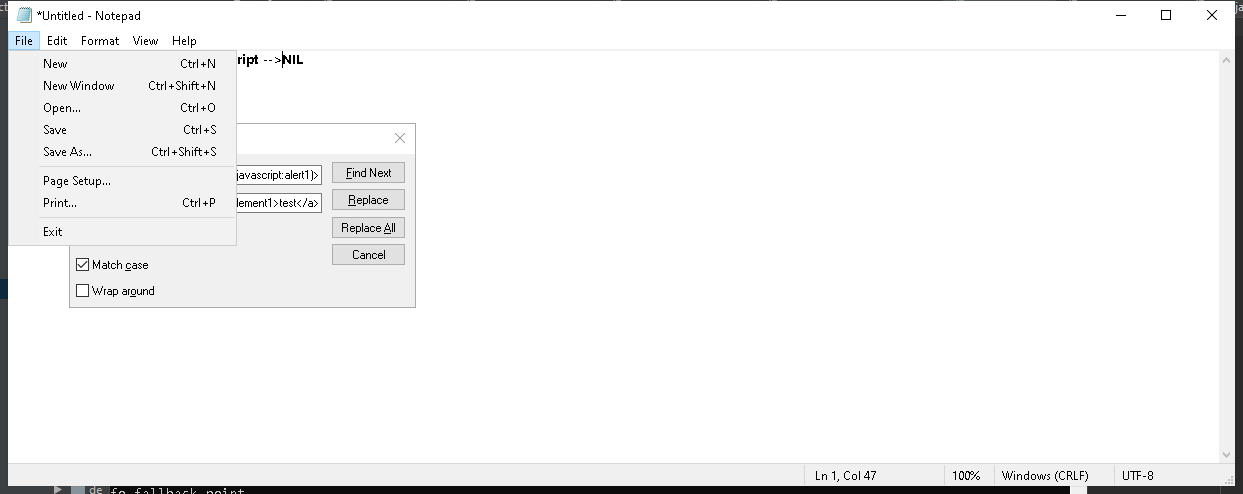 *Untitled - Notepad
File Edit Format View Help
ript -->NIL
New Ctrl+N
New Window Ctrl+Shift+N
Open... Ctrl+O
Save Ctrl+S
Save As... Ctrl+Shift+S
Page Setup...
Print... Ctrl+P
Exit
javascript:alert1)> Find Next
lement1>test</a> Replace
Replace All
Cancel
Match case
Wrap around
Ln 1, Col 47 100% Windows (CRLF) UTF-8
de fo fallback point